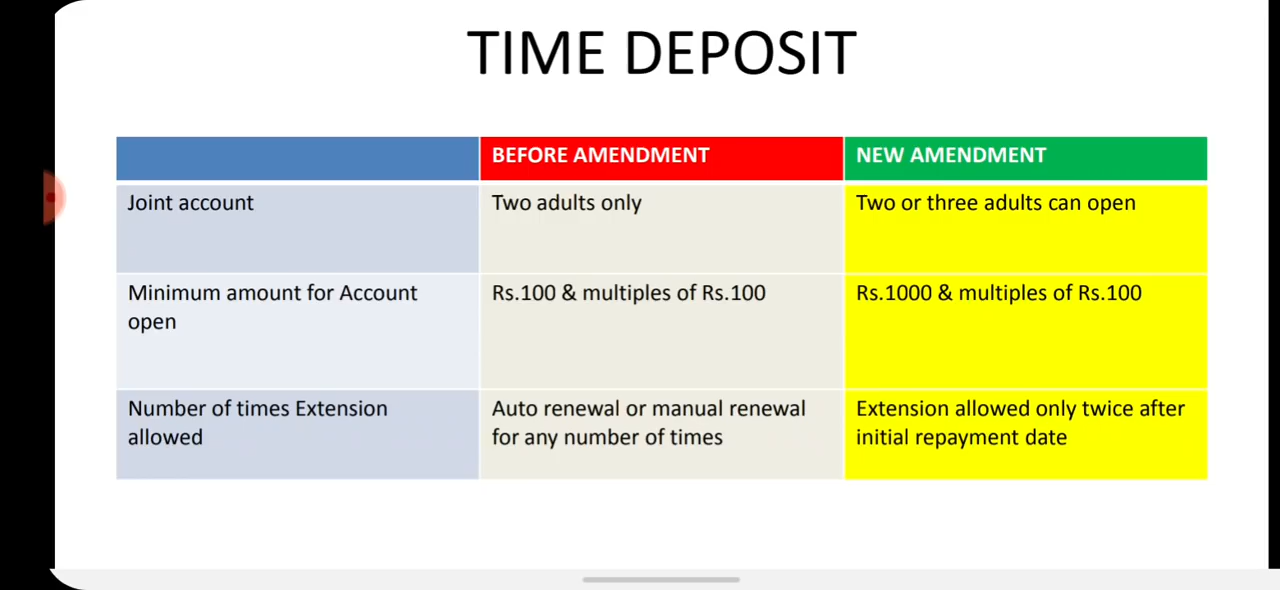 TIME DEPOSIT
BEFORE AMENDMENT
NEW AMENDMENT
Joint account
Two adults only
Two or three adults can open
Minimum amount for Account
open
Rs.100 & multiples of Rs.100
Rs.1000 & multiples of Rs.100
Number of times Extension
allowed
Auto renewal or manual renewal
for any number of times
Extension allowed only twice after
initial repayment date